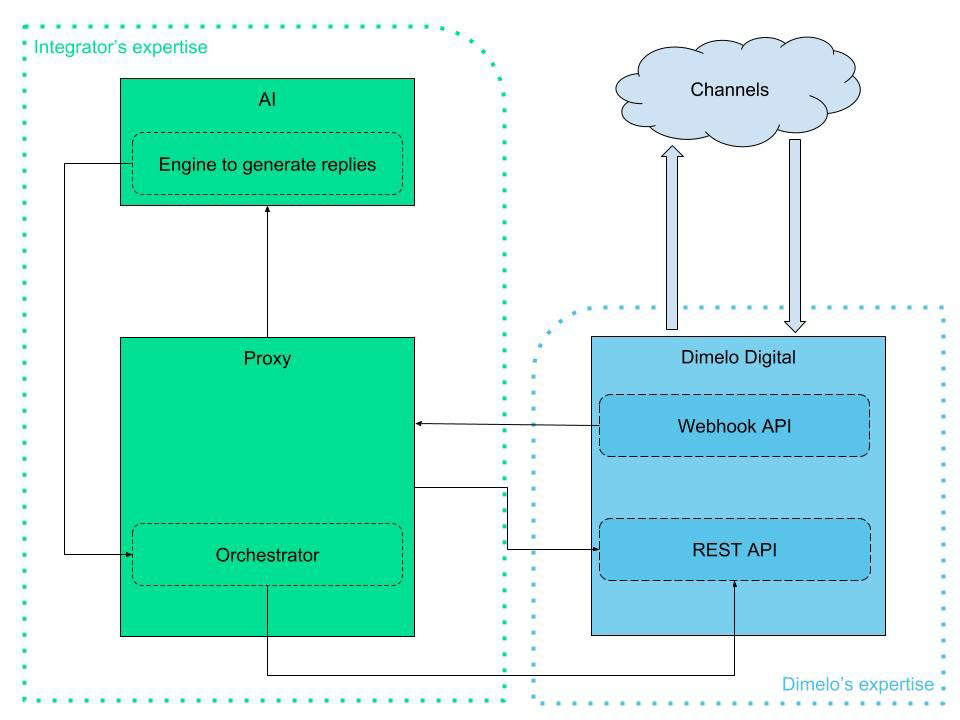 Integrator's expertise
AI
Engine to generate replies
Proxy
Orchestrator
Channels
Dimelo Digital
Webhook API
REST API
Dimelo's expertise